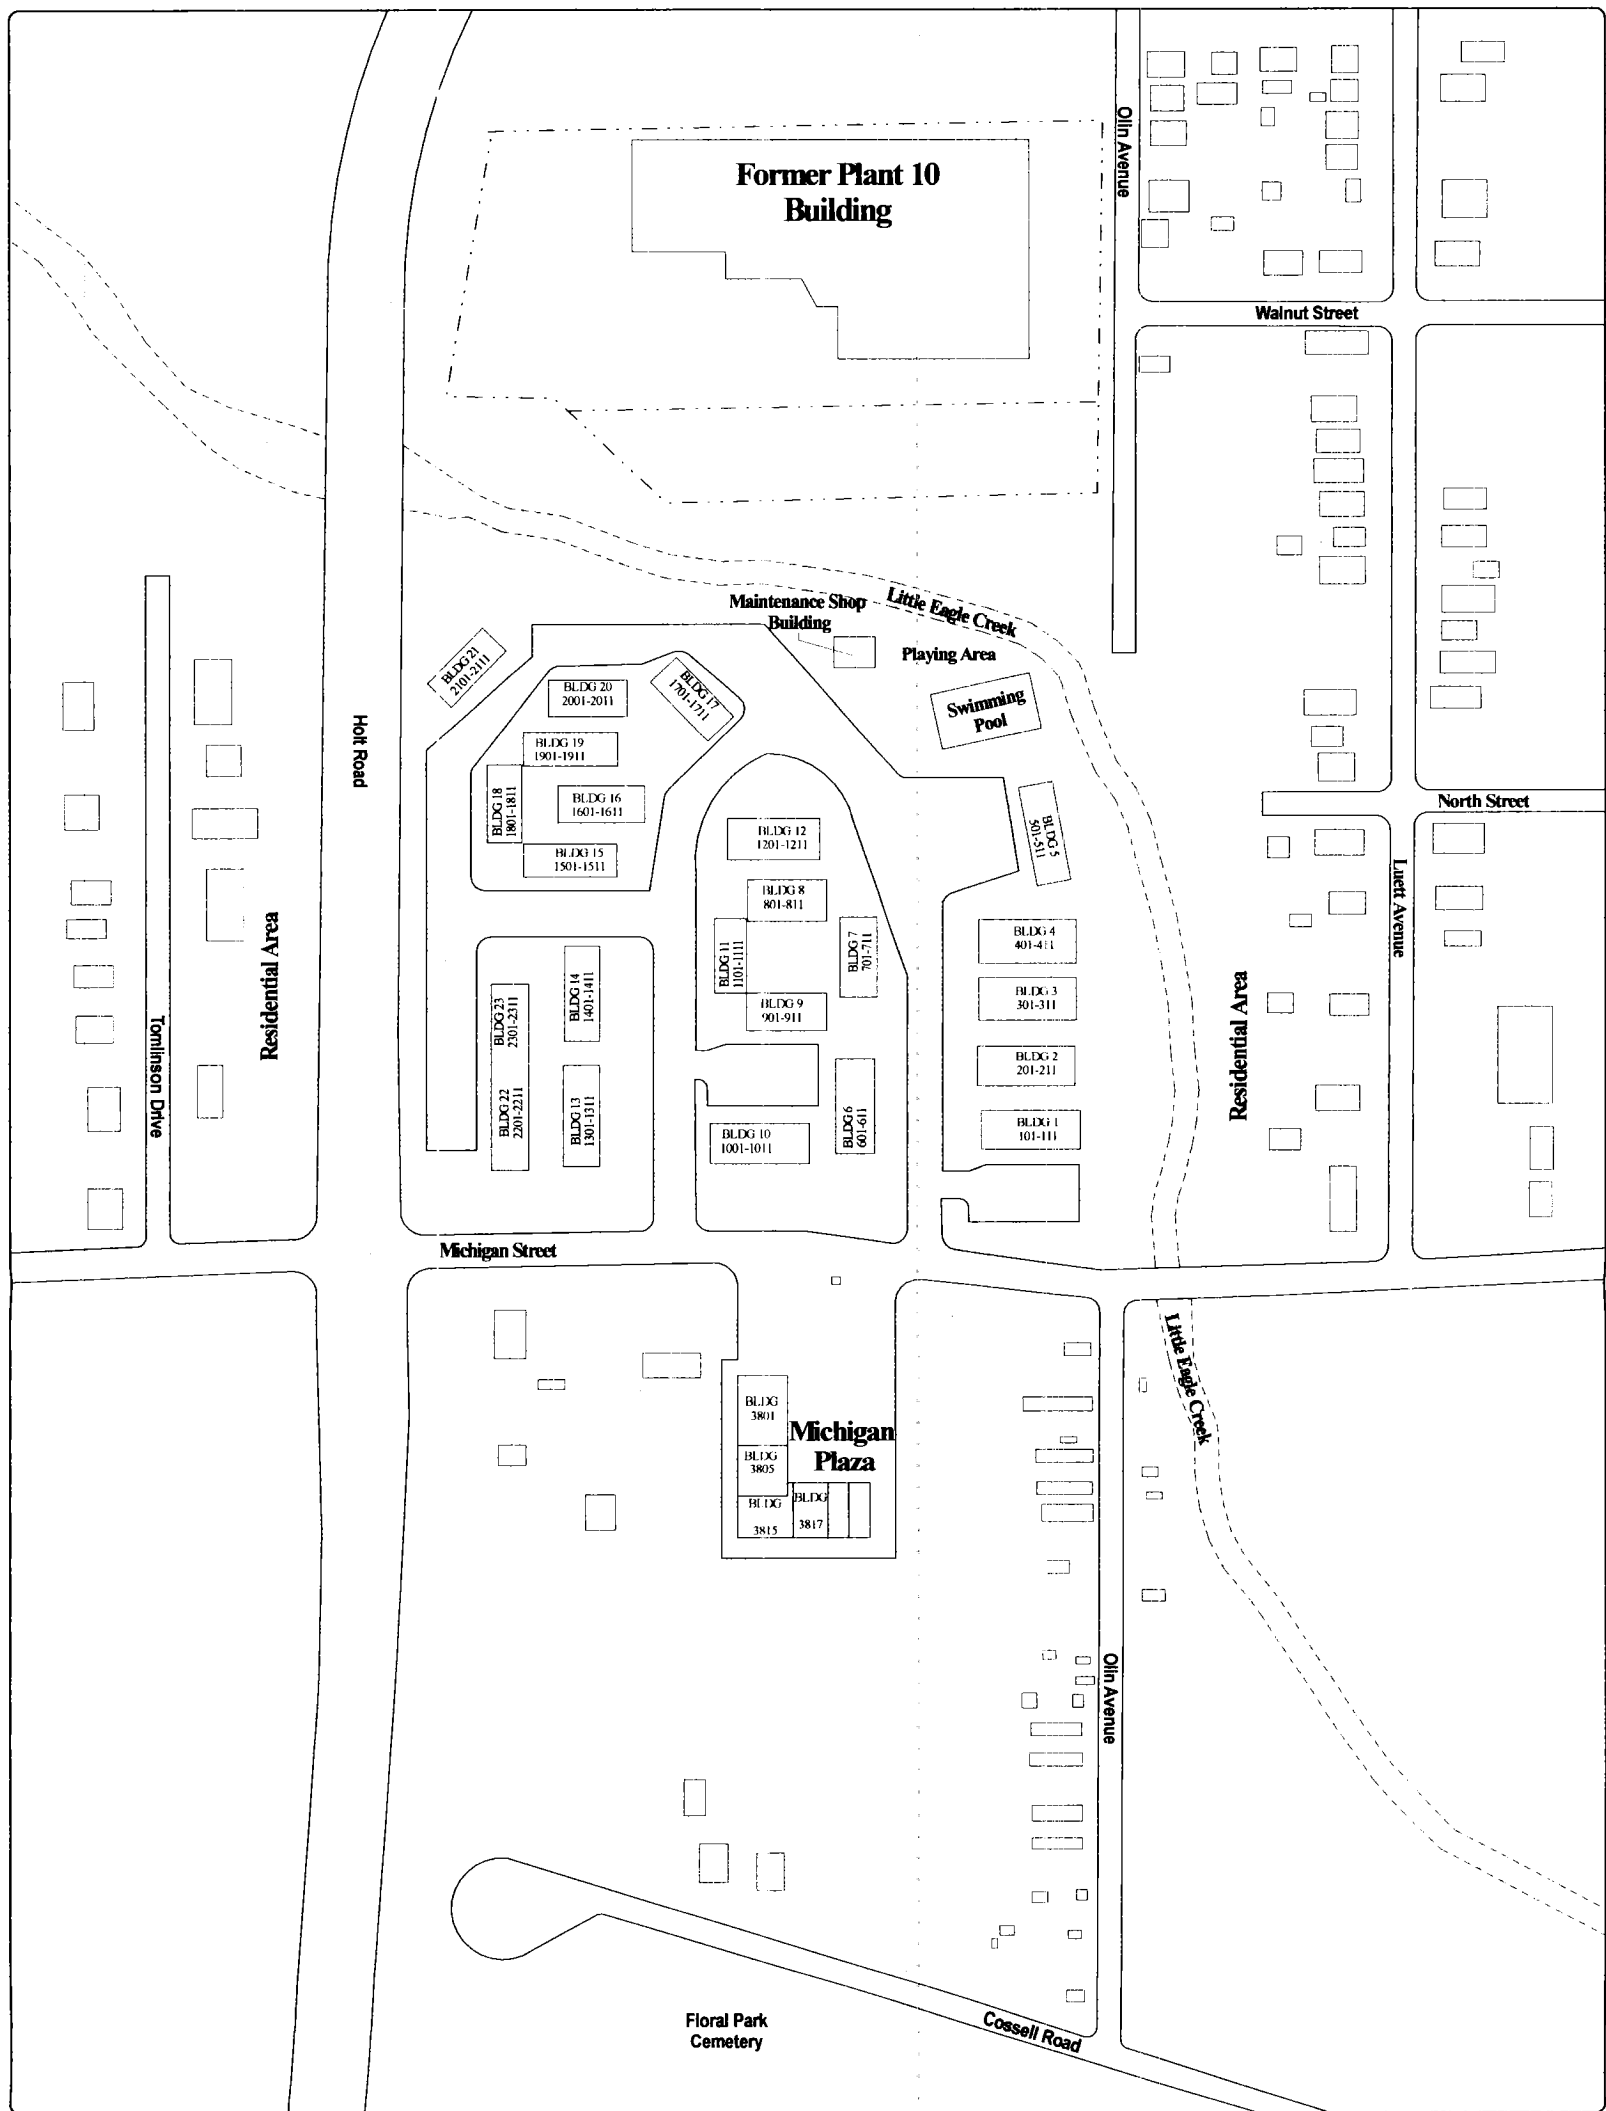 Former Plant 10
Building
Olin Avenue
Walnut Street
Little Eagle Creek
Maintenance Shop
Building
Playing Area
Swimming
Pool
BLDG 21
2101-2111
BLDG 20
2001-2011
BLDG 17
1701-1711
BLDG 19
1901-1911
BLDG 18
1801-1811
BLDG 16
1601-1611
BLDG 15
1501-1511
Holt Road
BLDG 12
1201-1211
BLDG 8
801-811
BLDG 11
1101-1111
BLDG 7
701-711
BLDG 9
901-911
BLDG 5
501-511
BLDG 4
401-411
BLDG 3
301-311
BLDG 2
201-211
BLDG 1
101-111
North Street
Luett Avenue
Residential Area
Residential Area
Tomlinson Drive
BLDG 14
1401-1411
BLDG 23
2301-2311
BLDG 22
2201-2211
BLDG 13
1301-1311
BLDG 10
1001-1011
BLDG 6
601-611
Michigan Street
Little Eagle Creek
BLDG
3801
Michigan
Plaza
BLDG
3805
BLDG
3815
BLDG
3817
Olin Avenue
Floral Park
Cemetery
Cossell Road